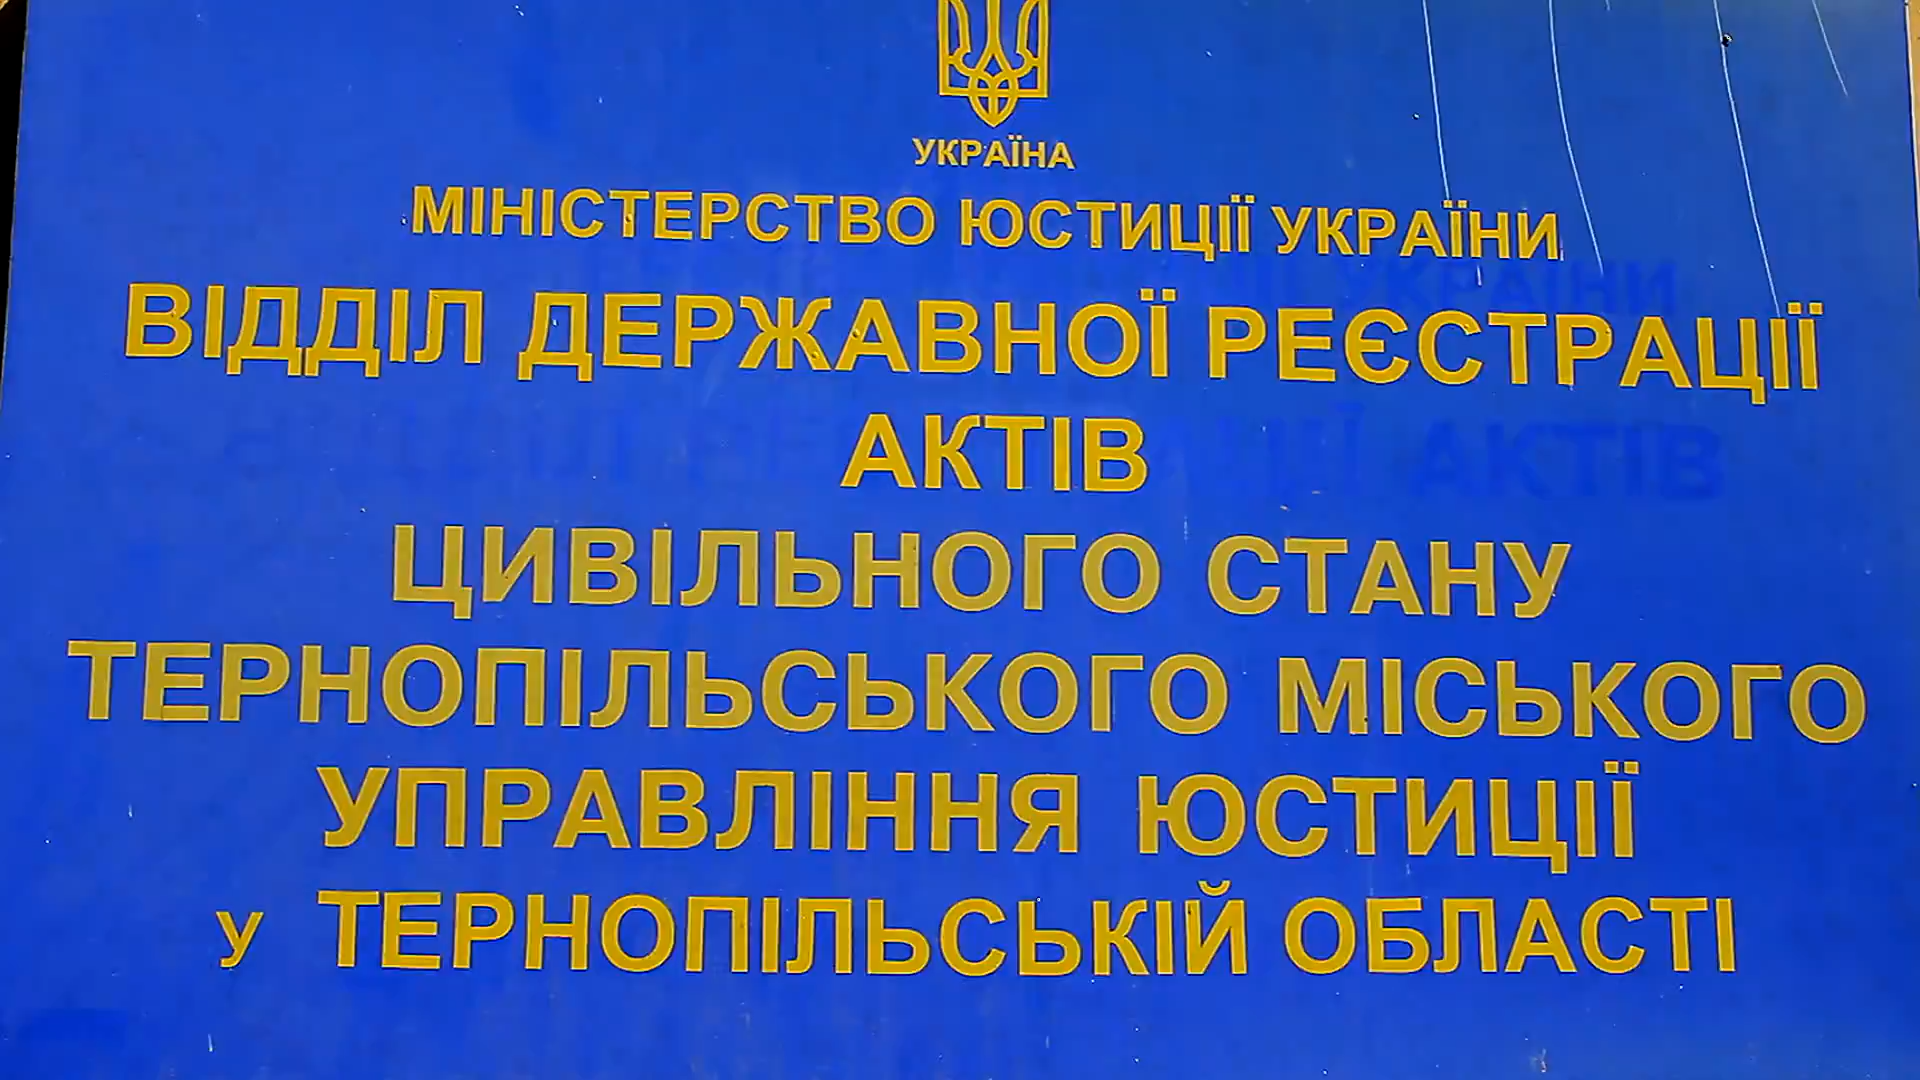 УКРАЇНА
МІНІСТЕРСТВО ЮСТИЦІЇ УКРАЇНИ
ВІДДІЛ ДЕРЖАВНОЇ РЕЄСТРАЦІЇ
АКТІВ
ЦИВІЛЬНОГО СТАНУ
ТЕРНОПІЛЬСЬКОГО МІСЬКОГО
УПРАВЛІННЯ ЮСТИЦІЇ
У ТЕРНОПІЛЬСЬКІЙ ОБЛАСТІ